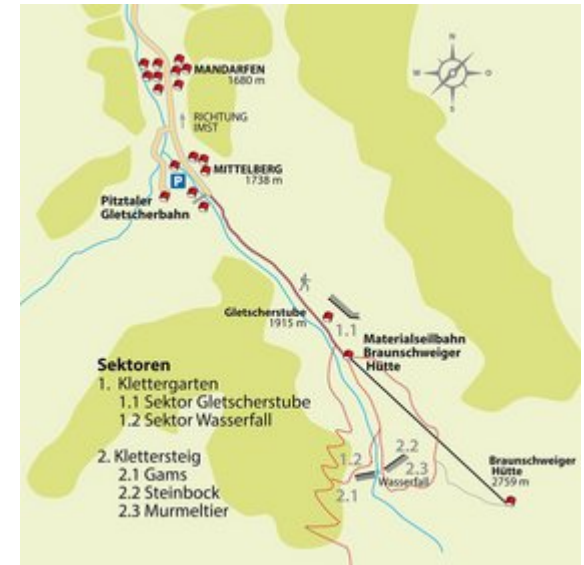 N
W
O
S
MANDARFEN
1680 m
RICHTUNG
IMST
MITTELBERG
1738 m
P
Pitztaler
Gletscherbahn
Gletscherstube
1915 m
1.1
Materialseilbahn
Braunschweiger
Hütte
Sektoren
1. Klettergarten
1.1 Sektor Gletscherstube
1.2 Sektor Wasserfall
2. Klettersteig
2.1 Gams
2.2 Steinbock
2.3 Murmeltier
2.2
1.2
2.3
2.1
Wasserfall
Braunschweiger
Hütte
2759 m